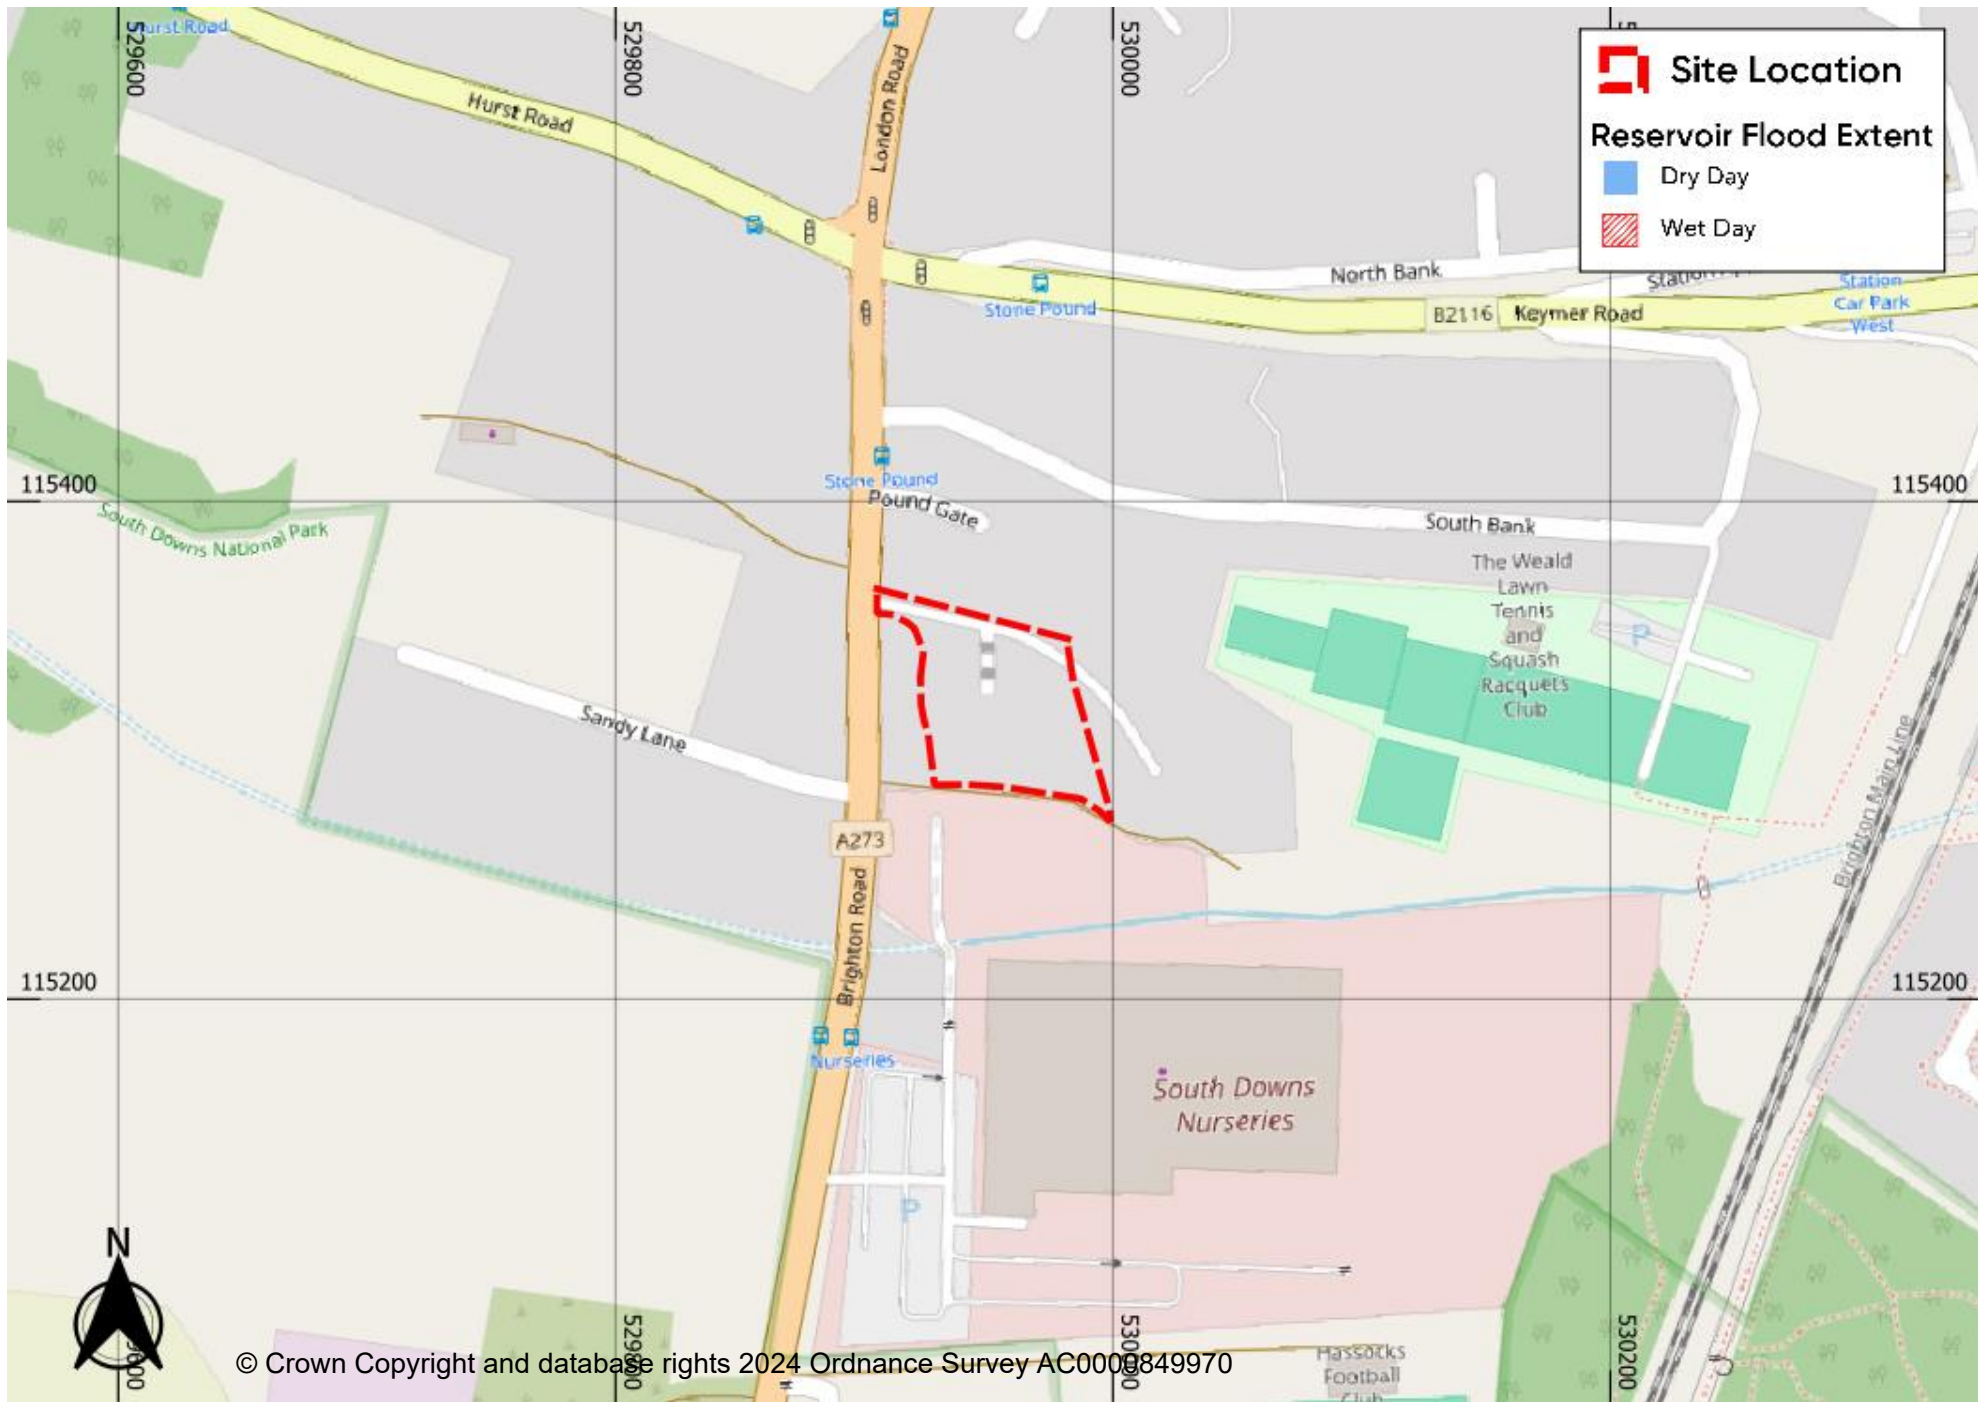 Hurst Road
529600
529800
530000
Site Location
Reservoir Flood Extent
Dry Day
Wet Day
Hurst Road
London Road
Stone Pound
North Bank
B2116
Keymer Road
Station
Car Park
West
115400
Stone Pound
Pound Gate
South Bank
115400
South Downs National Park
The Weald
Lawn
Tennis
and
Squash
Racquets
Club
P
Sandy Lane
Brighton Main Line
A273
Brighton Road
115200
115200
Nurseries
South Downs
Nurseries
P
N
529800
530000
530200
© Crown Copyright and database rights 2024 Ordnance Survey AC0000849970
Hassocks
Football
Club